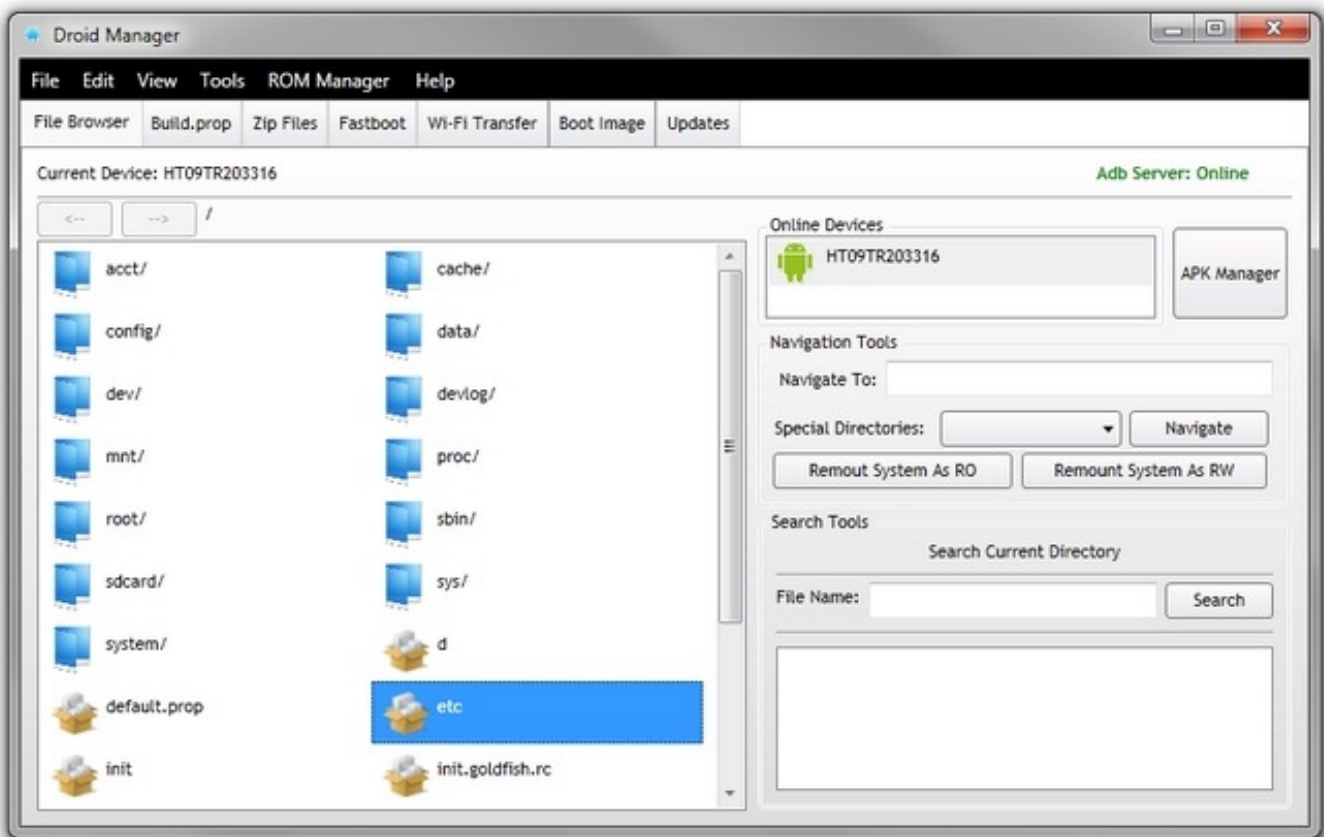 Droid Manager
File Edit View Tools ROM Manager Help
File Browser Build.prop Zip Files Fastboot Wi-Fi Transfer Boot Image Updates
Current Device: HT09TR203316 Adb Server: Online
<-- --> /
acct/ cache/
config/ data/
dev/ devlog/
mnt/ proc/
root/ sbin/
sdcard/ sys/
system/ d
default.prop etc
init init.goldfish.rc
Online Devices
HT09TR203316
APK Manager
Navigation Tools
Navigate To:
Special Directories: Navigate
Remout System As RO Remount System As RW
Search Tools
Search Current Directory
File Name: Search